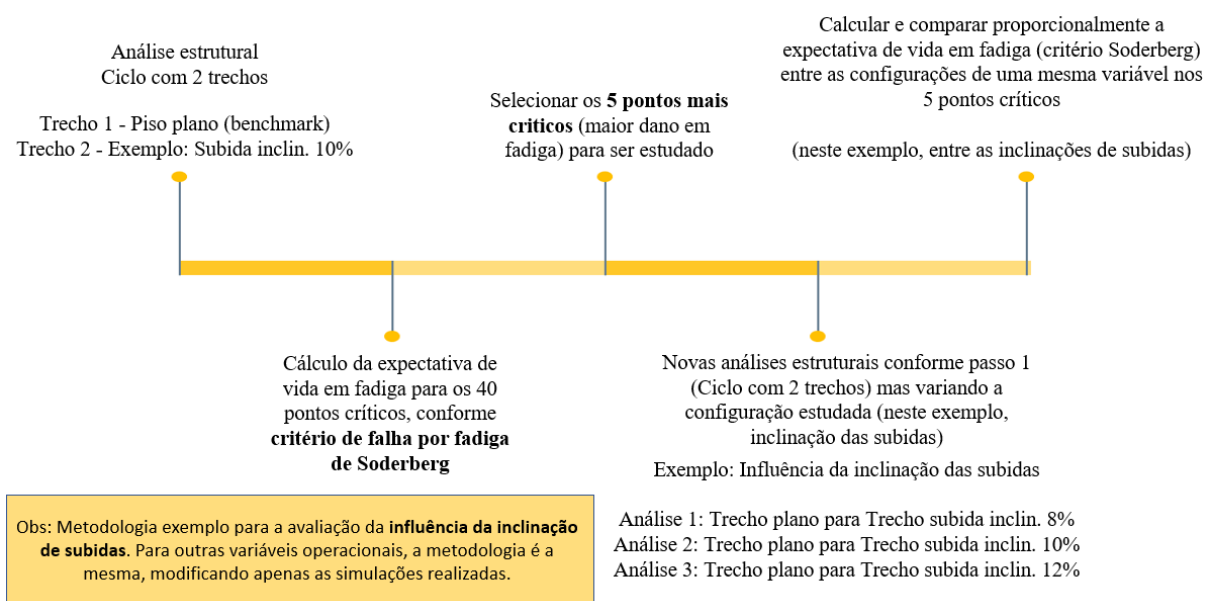 Análise estrutural
Ciclo com 2 trechos
Trecho 1 - Piso plano (benchmark)
Trecho 2 - Exemplo: Subida inclin. 10%
Cálculo da expectativa de
vida em fadiga para os 40
pontos críticos, conforme
critério de falha por fadiga
de Soderberg
Selecionar os 5 pontos mais
criticos (maior dano em
fadiga) para ser estudado
Novas análises estruturais conforme passo 1
(Ciclo com 2 trechos) mas variando a
configuração estudada (neste exemplo,
inclinação das subidas)
Exemplo: Influência da inclinação das subidas
Análise 1: Trecho plano para Trecho subida inclin. 8%
Análise 2: Trecho plano para Trecho subida inclin. 10%
Análise 3: Trecho plano para Trecho subida inclin. 12%
Calcular e comparar proporcionalmente a
expectativa de vida em fadiga (critério Soderberg)
entre as configurações de uma mesma variável nos
5 pontos críticos
(neste exemplo, entre as inclinações de subidas)
Obs: Metodologia exemplo para a avaliação da influência da inclinação
de subidas. Para outras variáveis operacionais, a metodologia é a
mesma, modificando apenas as simulações realizadas.